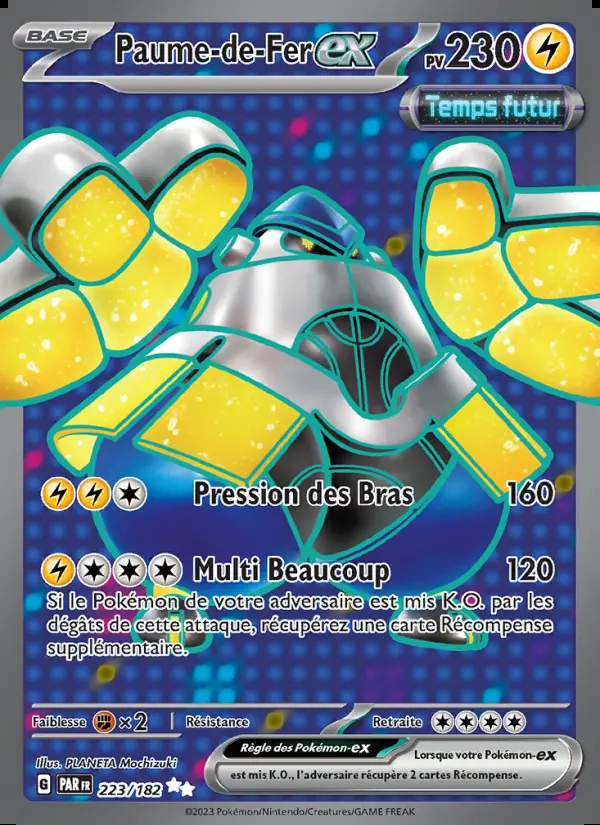 BASE Paume-de-Fer ex PV 230
Temps futur
Pression des Bras 160
Multi Beaucoup 120
Si le Pokémon de votre adversaire est mis K.O. par les
dégâts de cette attaque, récupérez une carte Récompense
supplémentaire.
Faiblesse ×2 Résistance Retraite
Illus. PLANETA Mochizuki
Règle des Pokémon-ex Lorsque votre Pokémon-ex
est mis K.O., l'adversaire récupère 2 cartes Récompense.
G PAR FR 223/182
©2023 Pokémon/Nintendo/Creatures/GAME FREAK